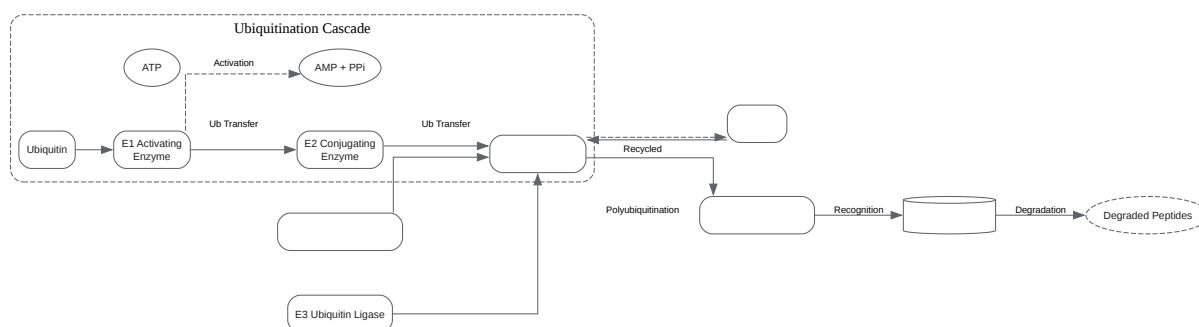 Ubiquitination Cascade
ATP
Activation
AMP + PPi
Ub Transfer
Ub Transfer
Ubiquitin
E1 Activating
Enzyme
E2 Conjugating
Enzyme
Recycled
Polyubiquitination
Recognition
Degradation
Degraded Peptides
E3 Ubiquitin Ligase